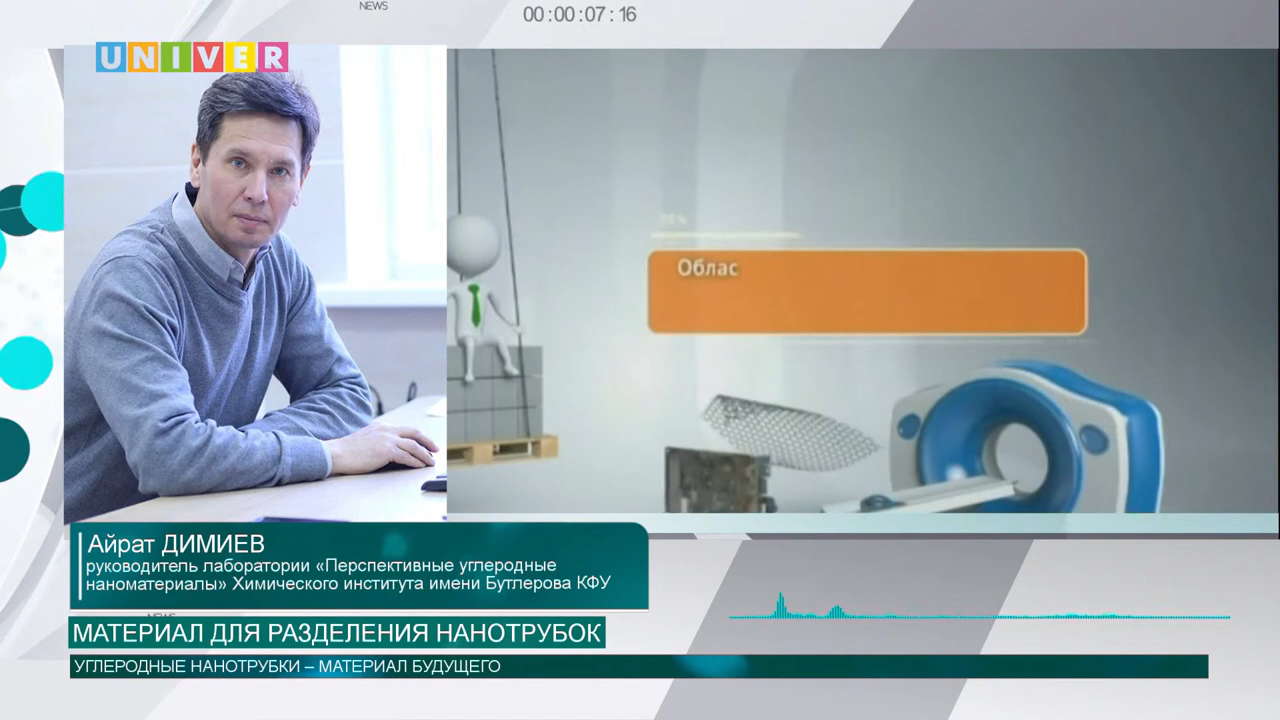 NEWS
00:00:07:16
UNIVER
Облас
Айрат ДИМИЕВ
руководитель лаборатории «Перспективные углеродные
наноматериалы» Химического института имени Бутлерова КФУ
МАТЕРИАЛ ДЛЯ РАЗДЕЛЕНИЯ НАНОТРУБОК
УГЛЕРОДНЫЕ НАНОТРУБКИ – МАТЕРИАЛ БУДУЩЕГО